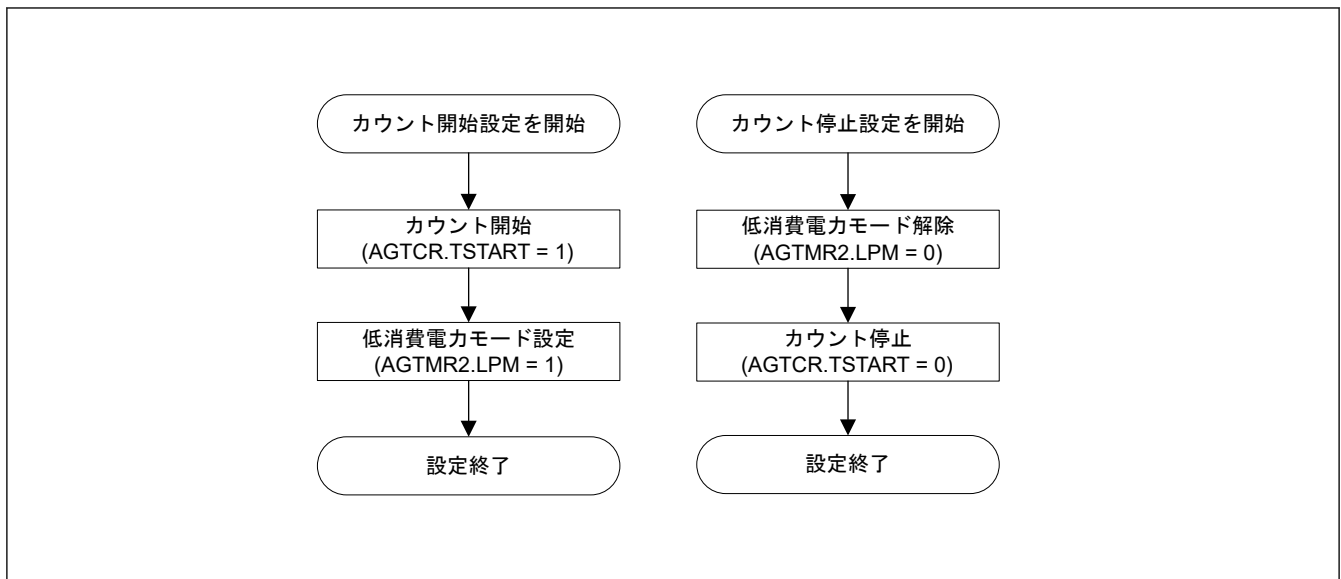 カウント開始設定を開始
カウント開始
(AGTCR.TSTART = 1)
低消費電力モード設定
(AGTMR2.LPM = 1)
設定終了
カウント停止設定を開始
低消費電力モード解除
(AGTMR2.LPM = 0)
カウント停止
(AGTCR.TSTART = 0)
設定終了